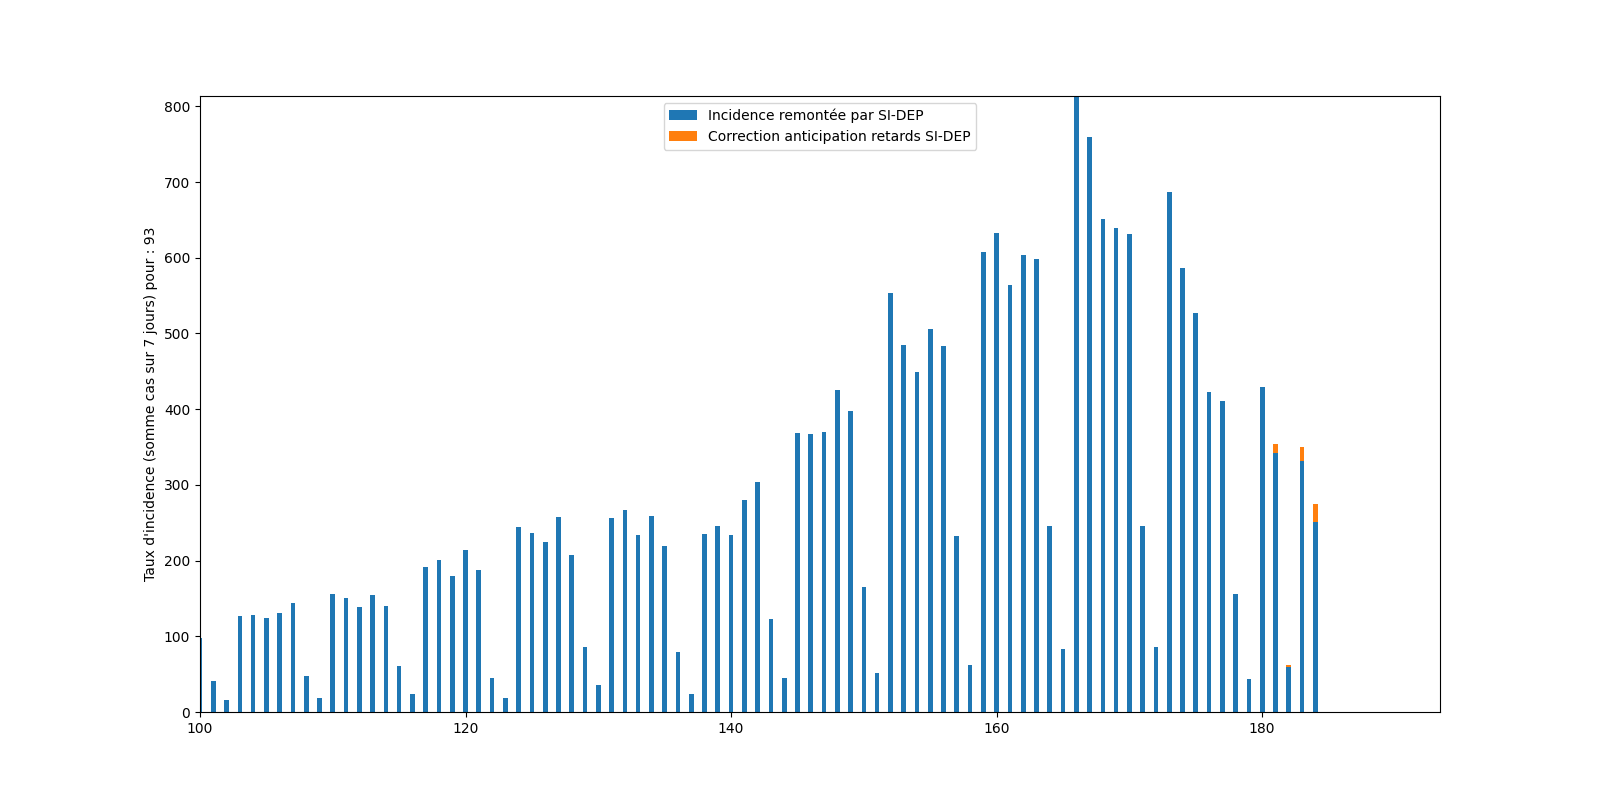 Incidence remontée par SI-DEP
Correction anticipation retards SI-DEP
Taux d'incidence (somme cas sur 7 jours) pour : 93
800
700
600
500
400
300
200
100
0
100 120 140 160 180